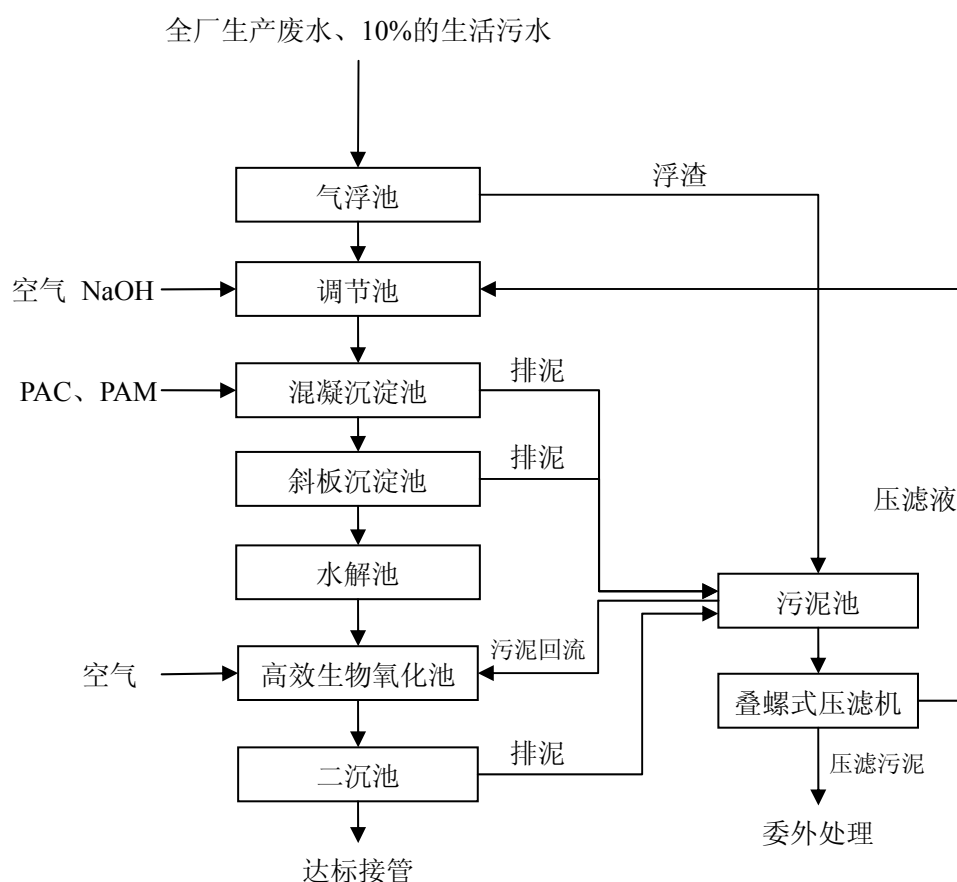 全厂生产废水、10%的生活污水
气浮池
浮渣
空气 NaOH
调节池
PAC、PAM
混凝沉淀池
排泥
斜板沉淀池
排泥
压滤液
水解池
污泥池
污泥回流
空气
高效生物氧化池
叠螺式压滤机
二沉池
排泥
压滤污泥
委外处理
达标接管